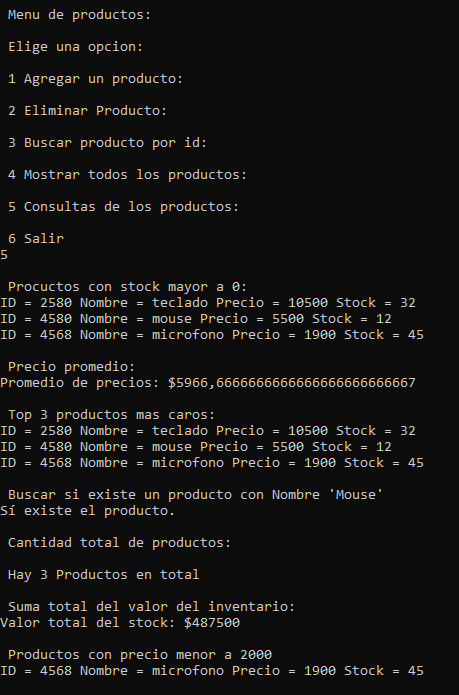 Menu de productos:
Elige una opcion:
1 Agregar un producto:
2 Eliminar Producto:
3 Buscar producto por id:
4 Mostrar todos los productos:
5 Consultas de los productos:
6 Salir
5
Procuctos con stock mayor a 0:
ID = 2580 Nombre = teclado Precio = 10500 Stock = 32
ID = 4580 Nombre = mouse Precio = 5500 Stock = 12
ID = 4568 Nombre = microfono Precio = 1900 Stock = 45
Precio promedio:
Promedio de precios: $5966,6666666666666666666666667
Top 3 productos mas caros:
ID = 2580 Nombre = teclado Precio = 10500 Stock = 32
ID = 4580 Nombre = mouse Precio = 5500 Stock = 12
ID = 4568 Nombre = microfono Precio = 1900 Stock = 45
Buscar si existe un producto con Nombre 'Mouse'
Sí existe el producto.
Cantidad total de productos:
Hay 3 Productos en total
Suma total del valor del inventario:
Valor total del stock: $487500
Productos con precio menor a 2000
ID = 4568 Nombre = microfono Precio = 1900 Stock = 45